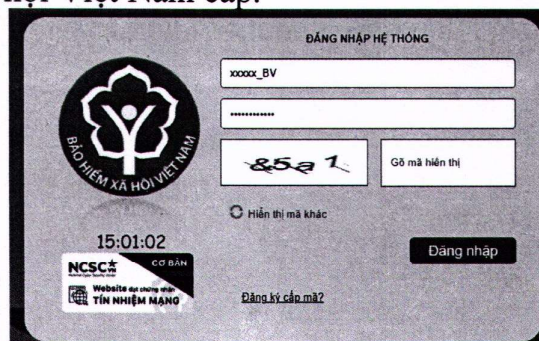 hội Việt Nam cấp.
ĐĂNG NHẬP HỆ THỐNG
xxxxx_BV
••••••••••••
Gõ mã hiển thị
Hiển thị mã khác
BẢO HIỂM XÃ HỘI VIỆT NAM
15:01:02
Đăng nhập
NCSC
CƠ BẢN
Website đạt chứng nhận
TÍN NHIỆM MẠNG
Đăng ký cấp mã?